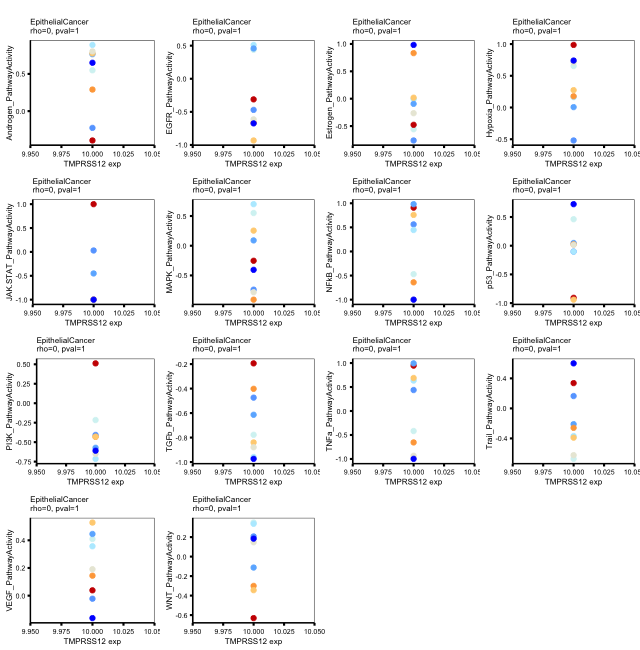 EpithelialCancer
rho=0, pval=1
Androgen_PathwayActivity
0.5
0.0
9.950 9.975 10.000 10.025 10.05
TMPRSS12 exp
EpithelialCancer
rho=0, pval=1
EGFR_PathwayActivity
0.5
0.0
-0.5
-1.0
9.950 9.975 10.000 10.025 10.05
TMPRSS12 exp
EpithelialCancer
rho=0, pval=1
Estrogen_PathwayActivity
1.0
0.5
0.0
-0.5
9.950 9.975 10.000 10.025 10.05
TMPRSS12 exp
EpithelialCancer
rho=0, pval=1
Hypoxia_PathwayActivity
1.0
0.5
0.0
-0.5
9.950 9.975 10.000 10.025 10.050
TMPRSS12 exp
EpithelialCancer
rho=0, pval=1
JAK.STAT_PathwayActivity
1.0
0.5
0.0
-0.5
-1.0
9.950 9.975 10.000 10.025 10.05
TMPRSS12 exp
EpithelialCancer
rho=0, pval=1
MAPK_PathwayActivity
0.5
0.0
-0.5
9.950 9.975 10.000 10.025 10.05
TMPRSS12 exp
EpithelialCancer
rho=0, pval=1
NFkB_PathwayActivity
1.0
0.5
0.0
-0.5
-1.0
9.950 9.975 10.000 10.025 10.05
TMPRSS12 exp
EpithelialCancer
rho=0, pval=1
p53_PathwayActivity
0.5
0.0
-0.5
-1.0
9.950 9.975 10.000 10.025 10.050
TMPRSS12 exp
EpithelialCancer
rho=0, pval=1
PI3K_PathwayActivity
0.50
0.25
0.00
-0.25
-0.50
-0.75
9.950 9.975 10.000 10.025 10.05
TMPRSS12 exp
EpithelialCancer
rho=0, pval=1
TGFb_PathwayActivity
-0.2
-0.4
-0.6
-0.8
-1.0
9.950 9.975 10.000 10.025 10.05
TMPRSS12 exp
EpithelialCancer
rho=0, pval=1
TNFa_PathwayActivity
1.0
0.5
0.0
-0.5
-1.0
9.950 9.975 10.000 10.025 10.05
TMPRSS12 exp
EpithelialCancer
rho=0, pval=1
Trail_PathwayActivity
0.4
0.0
-0.4
9.950 9.975 10.000 10.025 10.050
TMPRSS12 exp
EpithelialCancer
rho=0, pval=1
VEGF_PathwayActivity
0.4
0.2
0.0
9.950 9.975 10.000 10.025 10.05
TMPRSS12 exp
EpithelialCancer
rho=0, pval=1
WNT_PathwayActivity
0.4
0.2
0.0
-0.2
-0.4
-0.6
9.950 9.975 10.000 10.025 10.050
TMPRSS12 exp